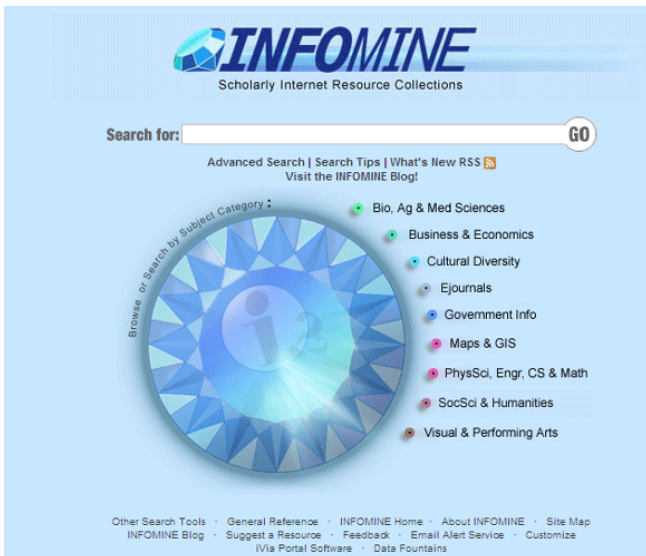 INFOMINE
Scholarly Internet Resource Collections
Search for: GO
Advanced Search | Search Tips | What's New RSS
Visit the INFOMINE Blog!
Browse or Search by Subject Category :
Bio, Ag & Med Sciences
Business & Economics
Cultural Diversity
Ejournals
Government Info
Maps & GIS
PhysSci, Engr, CS & Math
SocSci & Humanities
Visual & Performing Arts
i2
Other Search Tools · General Reference · INFOMINE Home · About INFOMINE · Site Map
INFOMINE Blog · Suggest a Resource · Feedback · Email Alert Service · Customize
iVia Portal Software · Data Fountains